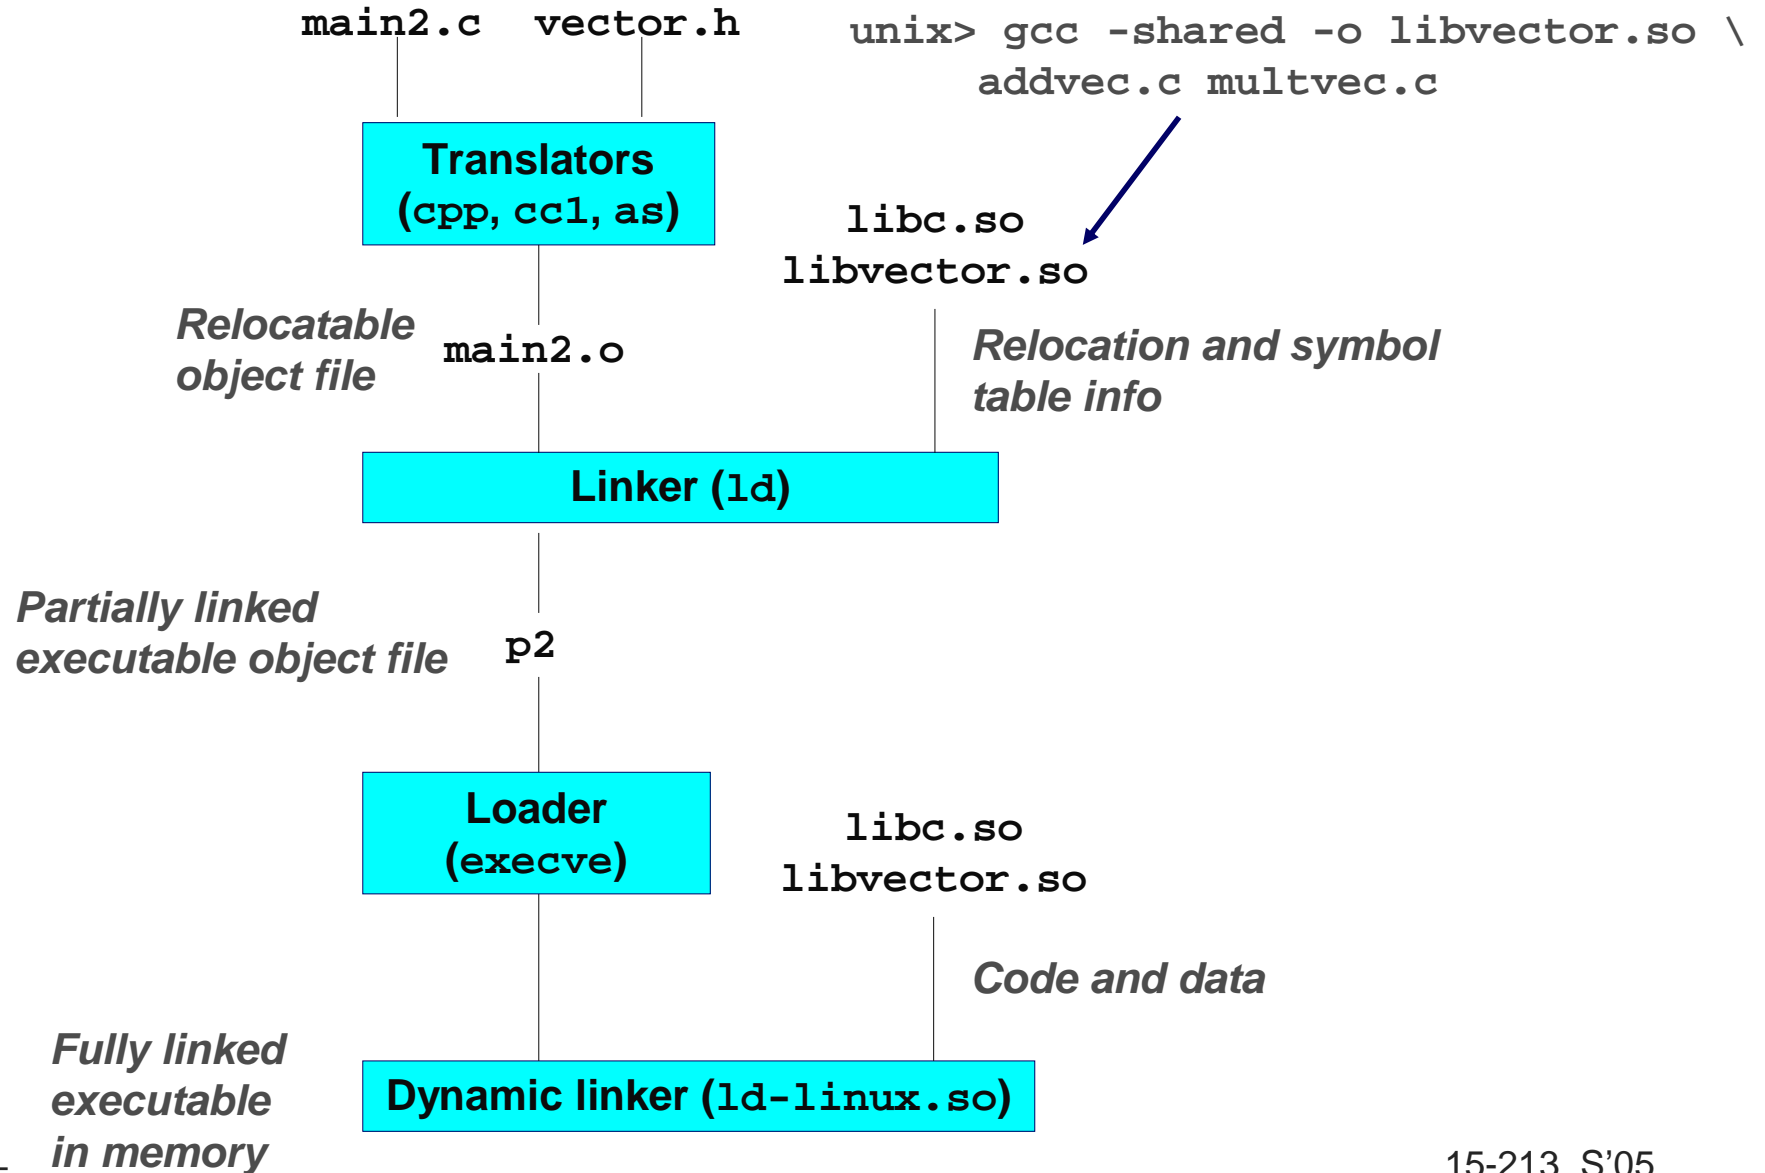 main2.c vector.h
unix> gcc -shared -o libvector.so \
addvec.c multvec.c
Translators
(cpp, cc1, as)
libc.so
libvector.so
Relocatable
object file
main2.o
Relocation and symbol
table info
Linker (ld)
Partially linked
executable object file
p2
Loader
(execve)
libc.so
libvector.so
Code and data
Fully linked
executable
in memory
Dynamic linker (ld-linux.so)
15-213, S’05